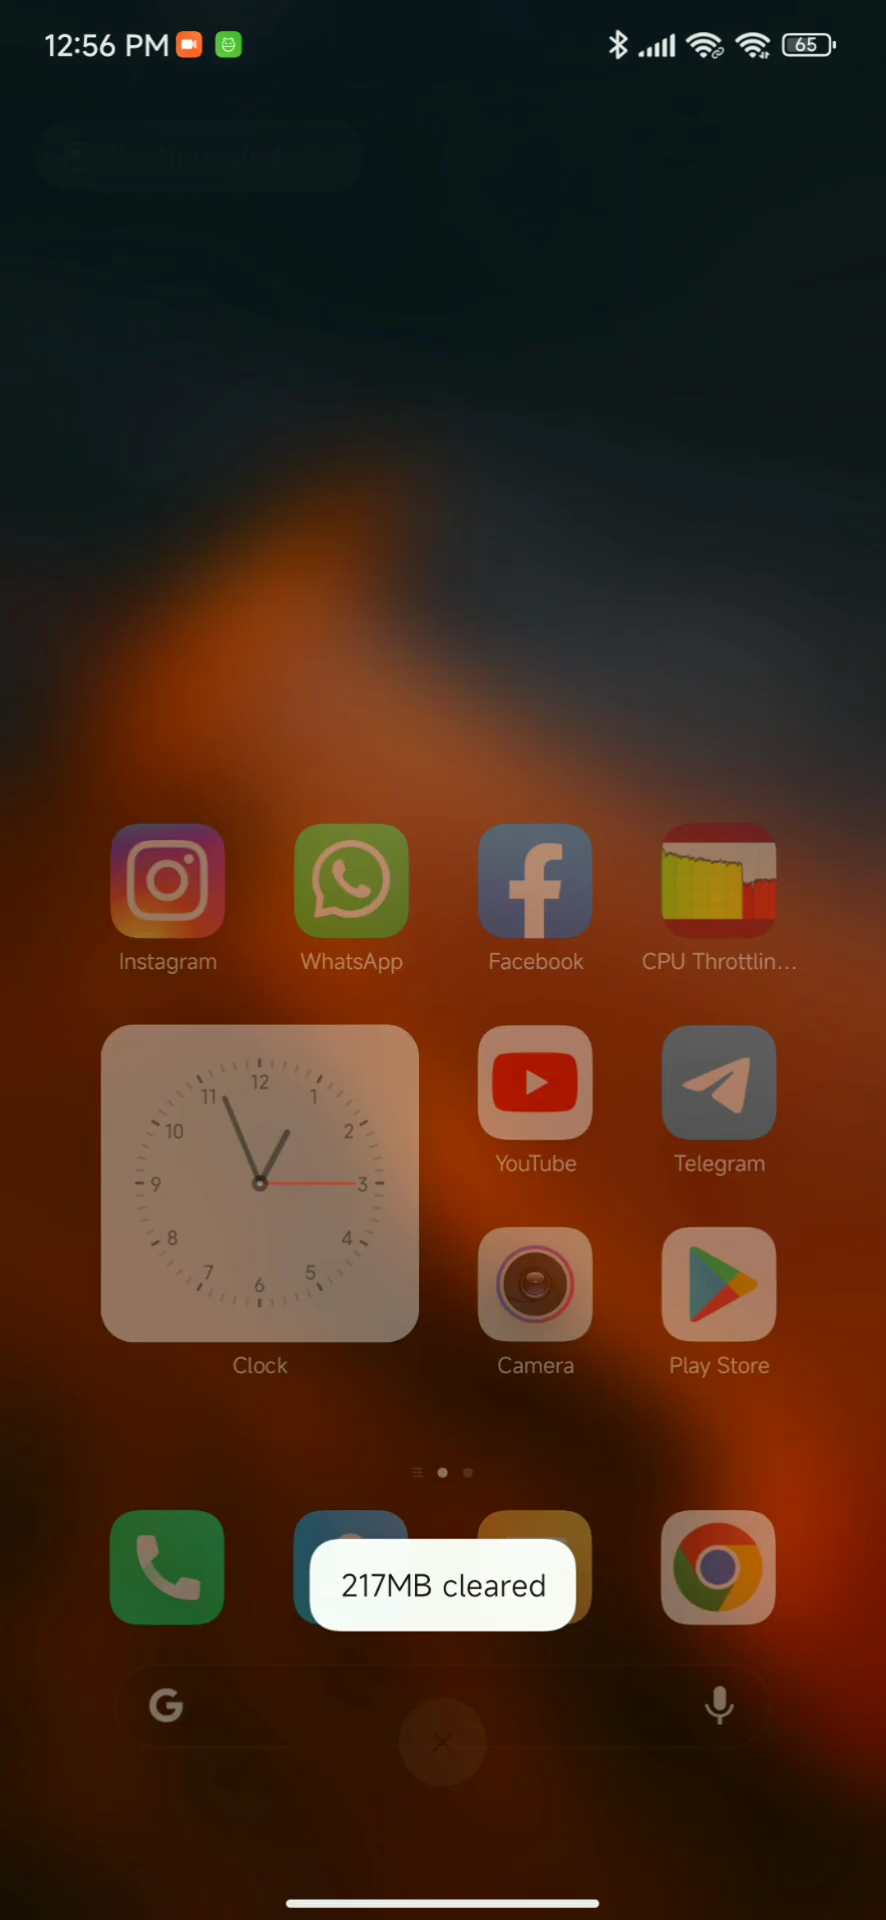 12:56 PM
65
Instagram
WhatsApp
Facebook
CPU Throttlin...
12
11
1
10
2
9
3
8
4
7
5
6
YouTube
Telegram
Clock
Camera
Play Store
217MB cleared
G